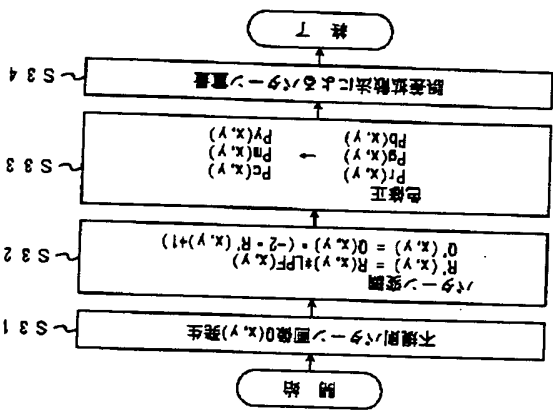 開始
不規則パターン画像Q(x,y)発生
S31
パターン変調
R'(x,y) = R(x,y)*LPF(x,y)
Q'(x,y) = Q(x,y)・(-2・R'(x,y)+1)
S32
色修正
Pr(x,y) Pc(x,y)
Pg(x,y) → Pm(x,y)
Pb(x,y) Py(x,y)
S33
誤差拡散法によるパターン重畳
S34
終了